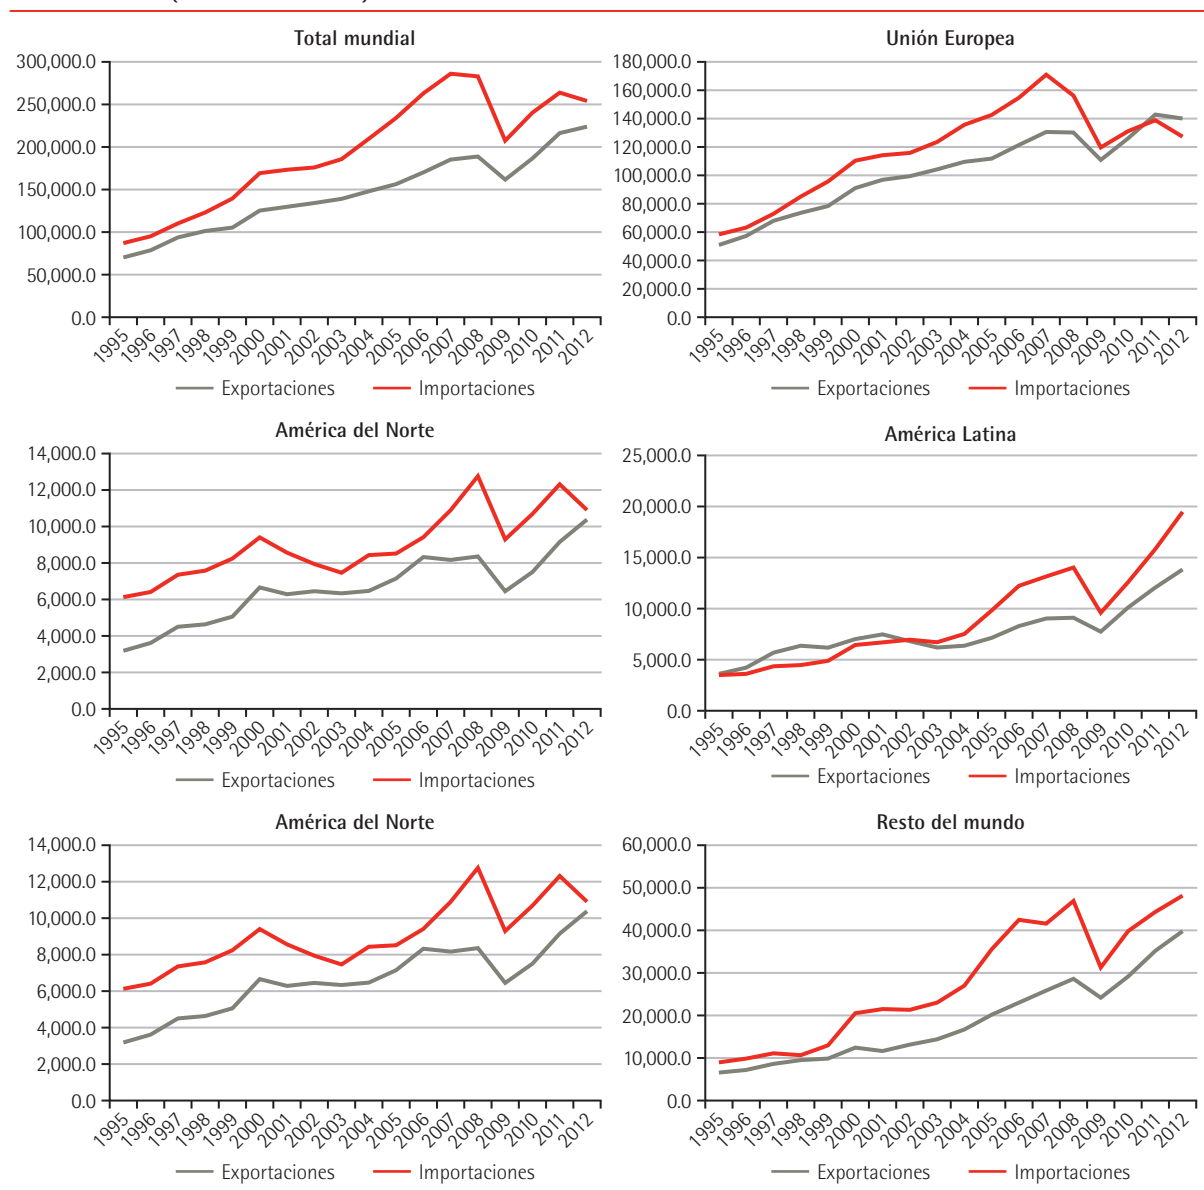 Total mundial
300,000.0
250,000.0
200,000.0
150,000.0
100,000.0
50,000.0
0.0
1995 1996 1997 1998 1999 2000 2001 2002 2003 2004 2005 2006 2007 2008 2009 2010 2011 2012
Exportaciones Importaciones
Unión Europea
180,000.0
160,000.0
140,000.0
120,000.0
100,000.0
80,000.0
60,000.0
40,000.0
20,000.0
0.0
1995 1996 1997 1998 1999 2000 2001 2002 2003 2004 2005 2006 2007 2008 2009 2010 2011 2012
Exportaciones Importaciones
América del Norte
14,000.0
12,000.0
10,000.0
8,000.0
6,000.0
4,000.0
2,000.0
0.0
1995 1996 1997 1998 1999 2000 2001 2002 2003 2004 2005 2006 2007 2008 2009 2010 2011 2012
Exportaciones Importaciones
América Latina
25,000.0
20,000.0
15,000.0
10,000.0
5,000.0
0.0
1995 1996 1997 1998 1999 2000 2001 2002 2003 2004 2005 2006 2007 2008 2009 2010 2011 2012
Exportaciones Importaciones
América del Norte
14,000.0
12,000.0
10,000.0
8,000.0
6,000.0
4,000.0
2,000.0
0.0
1995 1996 1997 1998 1999 2000 2001 2002 2003 2004 2005 2006 2007 2008 2009 2010 2011 2012
Exportaciones Importaciones
Resto del mundo
60,000.0
50,000.0
40,000.0
30,000.0
20,000.0
10,000.0
0.0
1995 1996 1997 1998 1999 2000 2001 2002 2003 2004 2005 2006 2007 2008 2009 2010 2011 2012
Exportaciones Importaciones